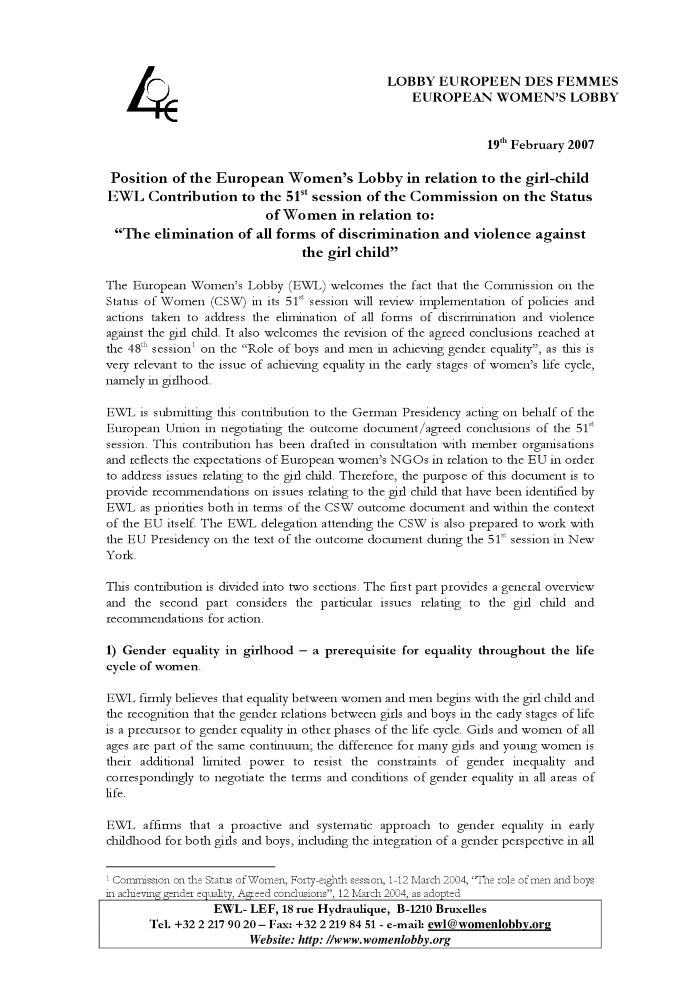 LOBBY EUROPEEN DES FEMMES
EUROPEAN WOMEN'S LOBBY
19th February 2007
Position of the European Women's Lobby in relation to the girl-child
EWL Contribution to the 51st session of the Commission on the Status
of Women in relation to:
“The elimination of all forms of discrimination and violence against
the girl child”
The European Women's Lobby (EWL) welcomes the fact that the Commission on the
Status of Women (CSW) in its 51st session will review implementation of policies and
actions taken to address the elimination of all forms of discrimination and violence
against the girl child. It also welcomes the revision of the agreed conclusions reached at
the 48th session1 on the “Role of boys and men in achieving gender equality”, as this is
very relevant to the issue of achieving equality in the early stages of women's life cycle,
namely in girlhood.
EWL is submitting this contribution to the German Presidency acting on behalf of the
European Union in negotiating the outcome document/agreed conclusions of the 51st
session. This contribution has been drafted in consultation with member organisations
and reflects the expectations of European women's NGOs in relation to the EU in order
to address issues relating to the girl child. Therefore, the purpose of this document is to
provide recommendations on issues relating to the girl child that have been identified by
EWL as priorities both in terms of the CSW outcome document and within the context
of the EU itself. The EWL delegation attending the CSW is also prepared to work with
the EU Presidency on the text of the outcome document during the 51st session in New
York.
This contribution is divided into two sections. The first part provides a general overview
and the second part considers the particular issues relating to the girl child and
recommendations for action.
1) Gender equality in girlhood – a prerequisite for equality throughout the life
cycle of women.
EWL firmly believes that equality between women and men begins with the girl child and
the recognition that the gender relations between girls and boys in the early stages of life
is a precursor to gender equality in other phases of the life cycle. Girls and women of all
ages are part of the same continuum; the difference for many girls and young women is
their additional limited power to resist the constraints of gender inequality and
correspondingly to negotiate the terms and conditions of gender equality in all areas of
life.
EWL affirms that a proactive and systematic approach to gender equality in early
childhood for both girls and boys, including the integration of a gender perspective in all
1 Commission on the Status of Women, Forty-eighth session, 1-12 March 2004, “The role of men and boys
in achieving gender equality, Agreed conclusions”, 12 March 2004, as adopted
EWL- LEF, 18 rue Hydraulique, B-1210 Bruxelles
Tel. +32 2 217 90 20 – Fax: +32 2 219 84 51 - e-mail: ewl@womenlobby.org
Website: http: //www.womenlobby.org